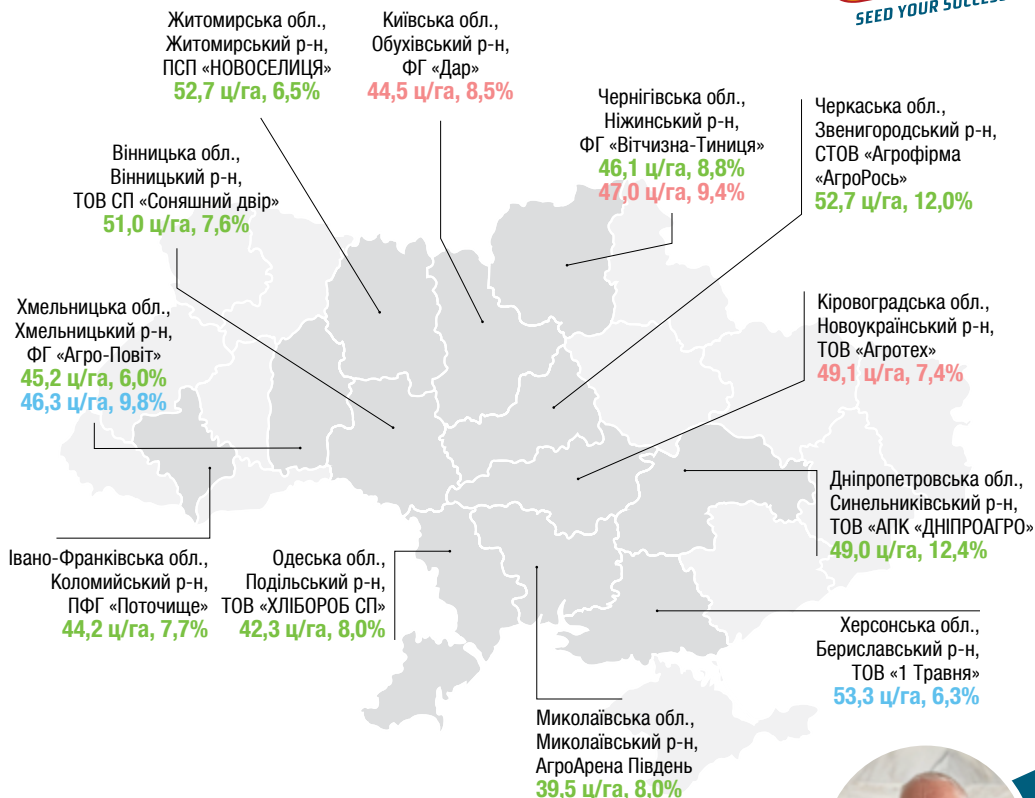 SEED YOUR SUCCESS
Житомирська обл.,
Житомирський р-н,
ПСП «НОВОСЕЛИЦЯ»
52,7 ц/га, 6,5%
Київська обл.,
Обухівський р-н,
ФГ «Дар»
44,5 ц/га, 8,5%
Чернігівська обл.,
Ніжинський р-н,
ФГ «Вітчизна-Тиниця»
46,1 ц/га, 8,8%
47,0 ц/га, 9,4%
Черкаська обл.,
Звенигородський р-н,
СТОВ «Агрофірма
«АгроРось»
52,7 ц/га, 12,0%
Вінницька обл.,
Вінницький р-н,
ТОВ СП «Соняшний двір»
51,0 ц/га, 7,6%
Хмельницька обл.,
Хмельницький р-н,
ФГ «Агро-Повіт»
45,2 ц/га, 6,0%
46,3 ц/га, 9,8%
Кіровоградська обл.,
Новоукраїнський р-н,
ТОВ «Агротех»
49,1 ц/га, 7,4%
Дніпропетровська обл.,
Синельниківський р-н,
ТОВ «АПК «ДНІПРОАГРО»
49,0 ц/га, 12,4%
Івано-Франківська обл.,
Коломийський р-н,
ПФГ «Поточище»
44,2 ц/га, 7,7%
Одеська обл.,
Подільський р-н,
ТОВ «ХЛІБОРОБ СП»
42,3 ц/га, 8,0%
Херсонська обл.,
Бериславський р-н,
ТОВ «1 Травня»
53,3 ц/га, 6,3%
Миколаївська обл.,
Миколаївський р-н,
АгроАрена Південь
39,5 ц/га, 8,0%